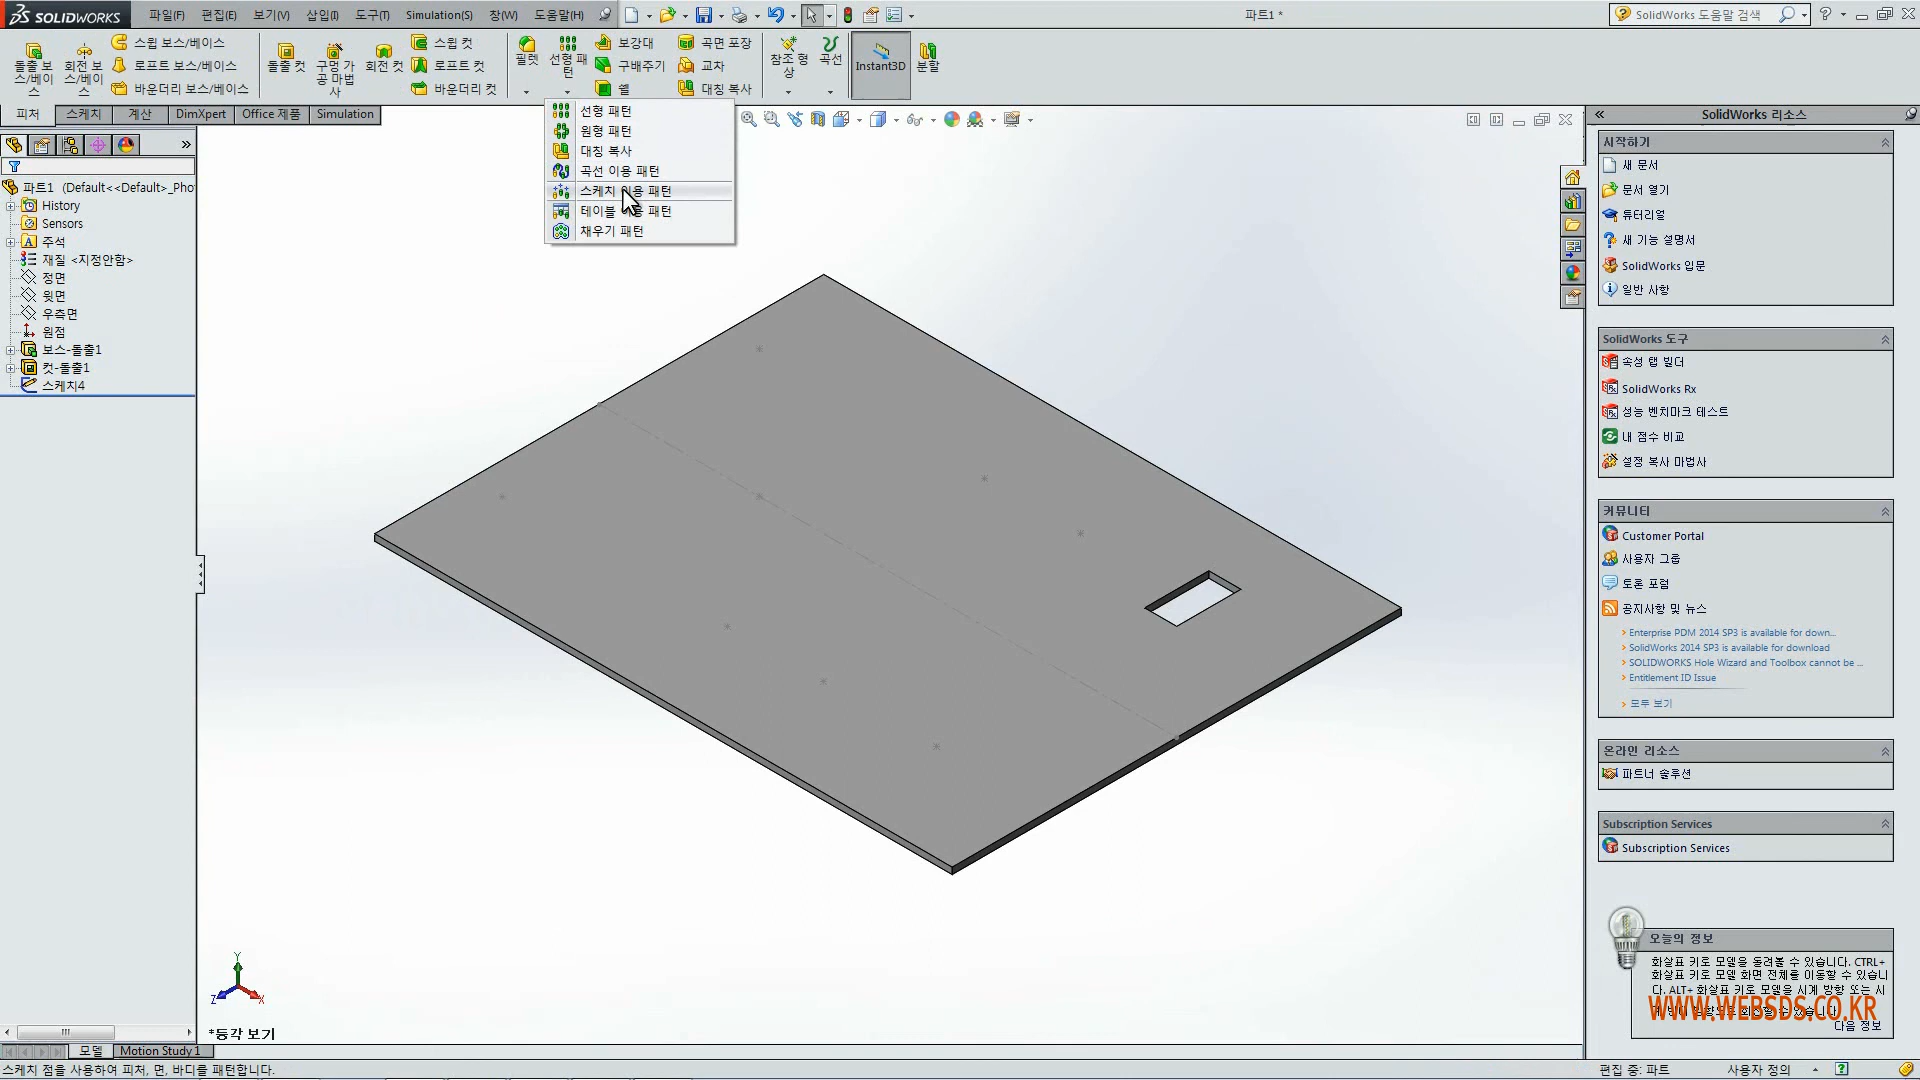 SOLIDWORKS
파일(F) 편집(E) 보기(V) 삽입(I) 도구(T) Simulation(S) 창(W) 도움말(H)
파트1 *
SolidWorks 도움말 검색
돌출 보스/베이스
회전 보스/베이스
스윕 보스/베이스
로프트 보스/베이스
바운더리 보스/베이스
돌출 컷
구멍 가공 마법사
회전 컷
스윕 컷
로프트 컷
바운더리 컷
필렛
선형 패턴
보강대
구배주기
쉘
곡면 포장
교차
대칭 복사
참조 형상
곡선
Instant3D
분할
피처 스케치 계산 DimXpert Office 제품 Simulation
선형 패턴
원형 패턴
대칭 복사
곡선 이용 패턴
스케치 이용 패턴
테이블 이용 패턴
채우기 패턴
파트1 (Default<<Default>_Pho
History
Sensors
주석
재질 <지정안함>
정면
윗면
우측면
원점
보스-돌출1
컷-돌출1
스케치4
Y
Z
X
*등각 보기
모델 Motion Study 1
스케치 점을 사용하여 피처, 면, 바디를 패턴합니다.
편집 중: 파트 사용자 정의
SolidWorks 리소스
시작하기
새 문서
문서 열기
튜터리얼
새 기능 설명서
SolidWorks 입문
일반 사항
SolidWorks 도구
속성 탭 빌더
SolidWorks Rx
성능 벤치마크 테스트
내 점수 비교
설정 복사 마법사
커뮤니티
Customer Portal
사용자 그룹
토론 포럼
공지사항 및 뉴스
Enterprise PDM 2014 SP3 is available for down...
SolidWorks 2014 SP3 is available for download
SOLIDWORKS Hole Wizard and Toolbox cannot be ...
Entitlement ID Issue
모두 보기
온라인 리소스
파트너 솔루션
Subscription Services
Subscription Services
오늘의 정보
화살표 키로 모델을 돌려볼 수 있습니다. CTRL+
화살표 키로 모델 화면 전체를 이동할 수 있습니
다. ALT+ 화살표 키로 모델을 시계 방향 또는 시
WWW.WEBSDS.CO.KR
다음 정보